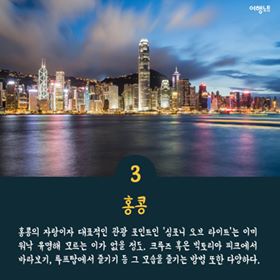 여행노트
3
홍콩
홍콩의 자랑이자 대표적인 관광 포인트인 '심포니 오브 라이트'는 이미
워낙 유명해 모르는 이가 없을 정도. 크루즈 혹은 빅토리아 피크에서
바라보기, 루프탑에서 즐기기 등 그 모습을 즐기는 방법 또한 다양하다.